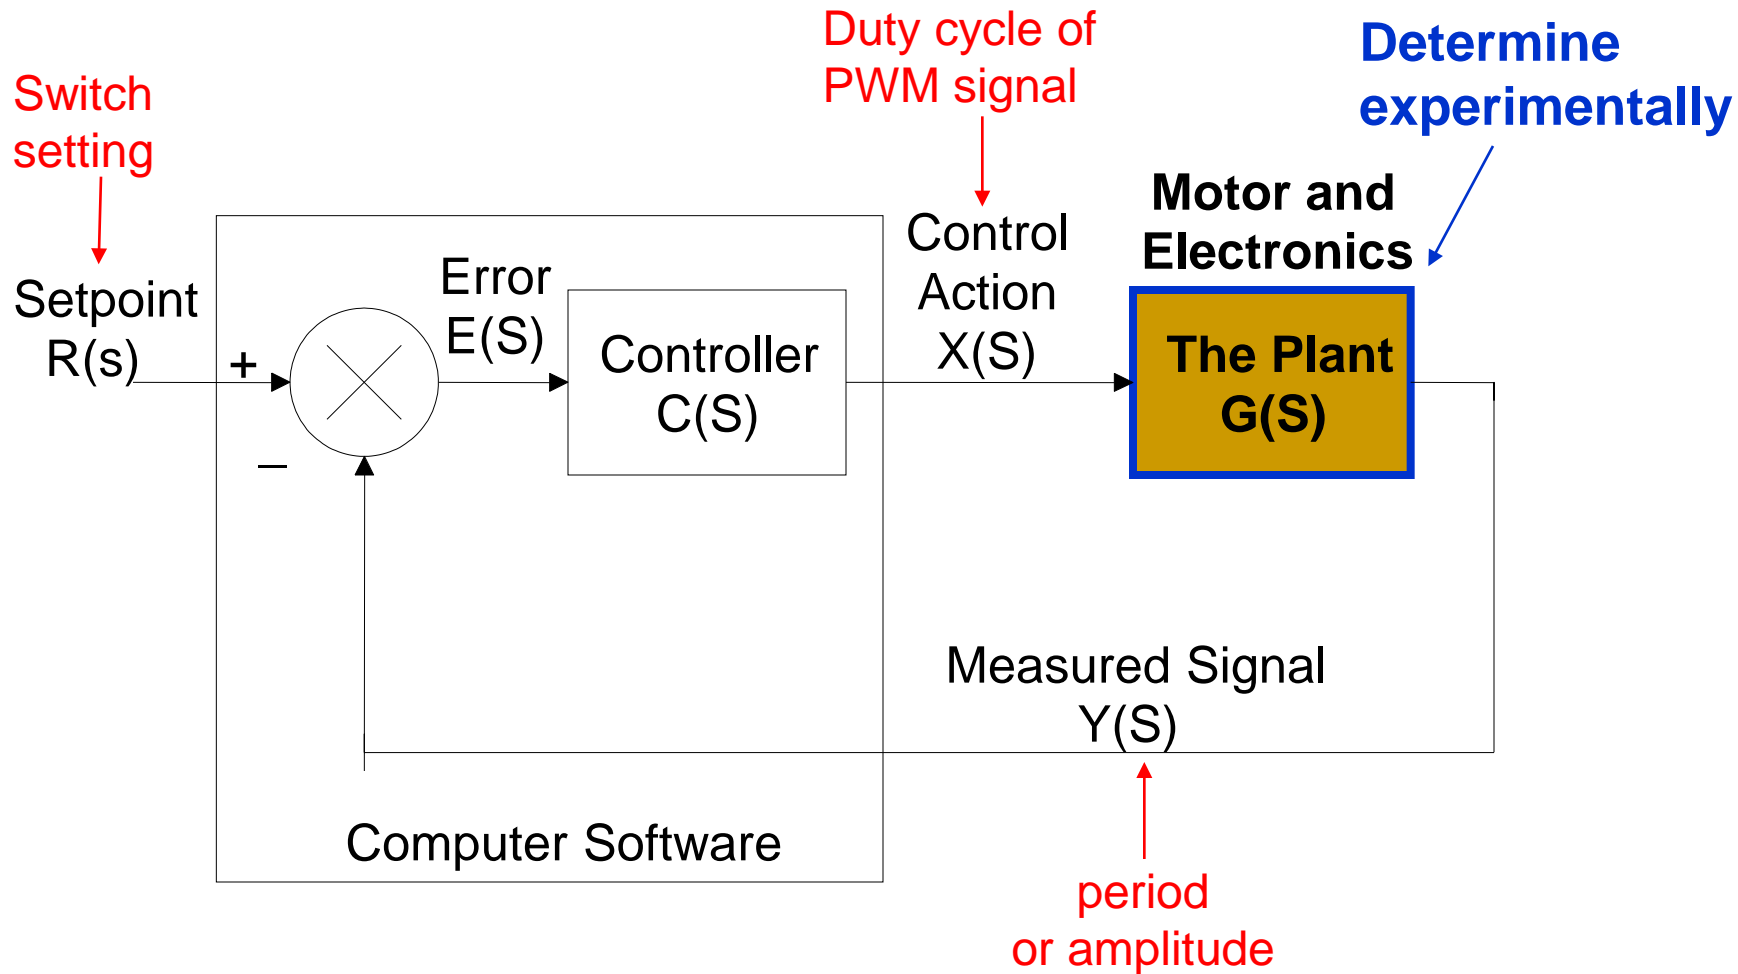 Duty cycle of
PWM signal
Determine
experimentally
Switch
setting
Motor and
Electronics
Control
Action
X(S)
Setpoint
R(s)
+
–
Error
E(S)
Controller
C(S)
The Plant
G(S)
Measured Signal
Y(S)
Computer Software
period
or amplitude